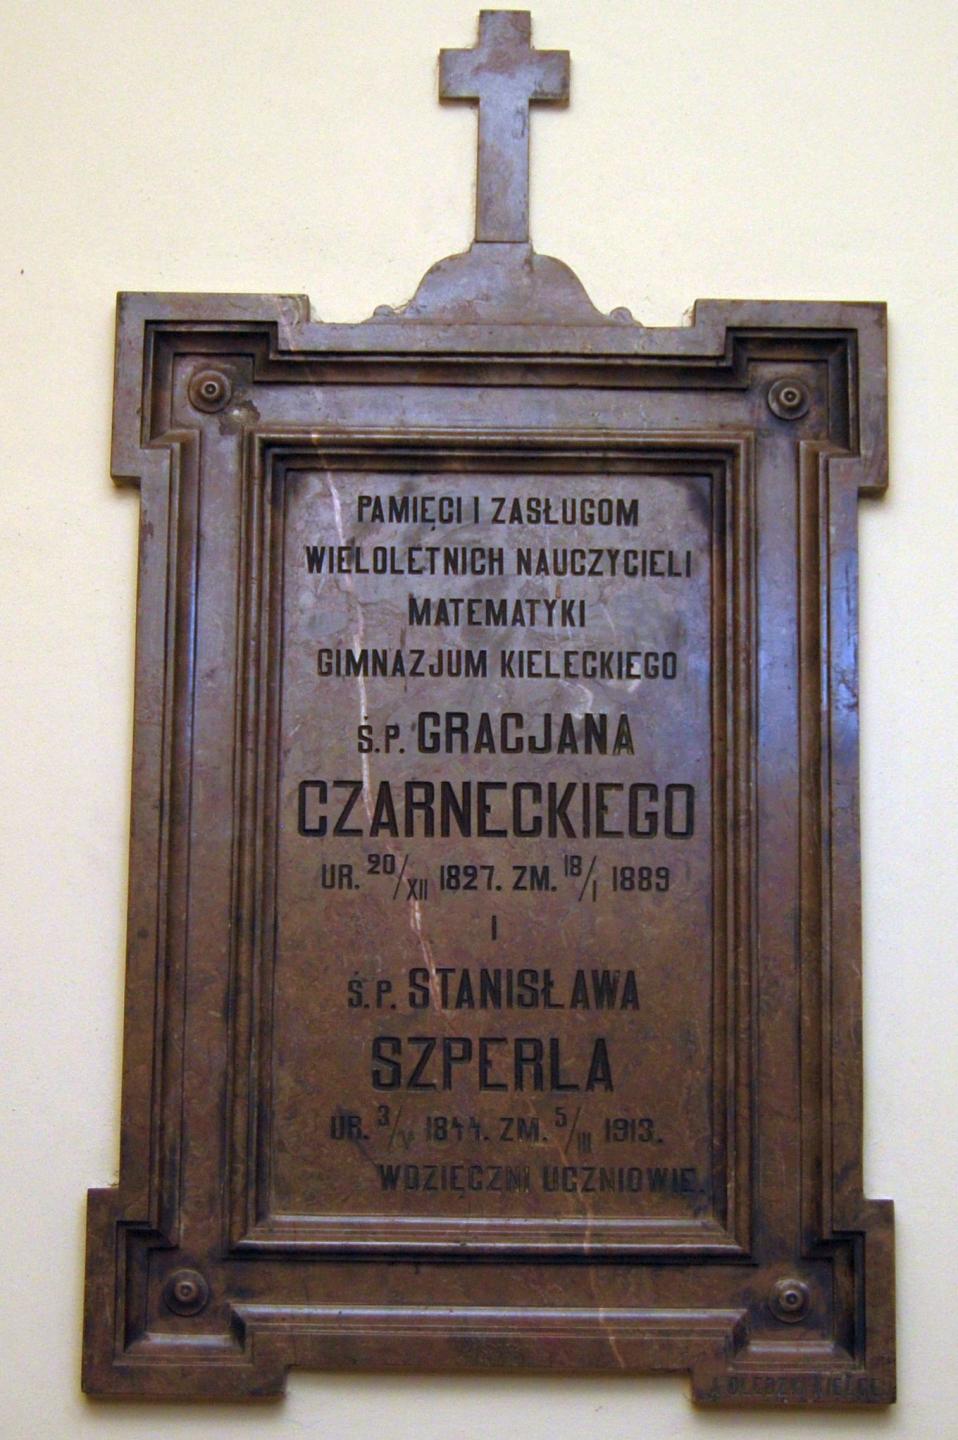 PAMIĘCI I ZASŁUGOM
WIELOLETNICH NAUCZYCIELI
MATEMATYKI
GIMNAZJUM KIELECKIEGO
Ś.P. GRACJANA
CZARNECKIEGO
UR. 20/XII 1827. ZM. 18/I 1889
I
Ś.P. STANISŁAWA
SZPERLA
UR. 3/V 1844. ZM. 5/III 1913.
WDZIĘCZNI UCZNIOWIE.
KIELCE